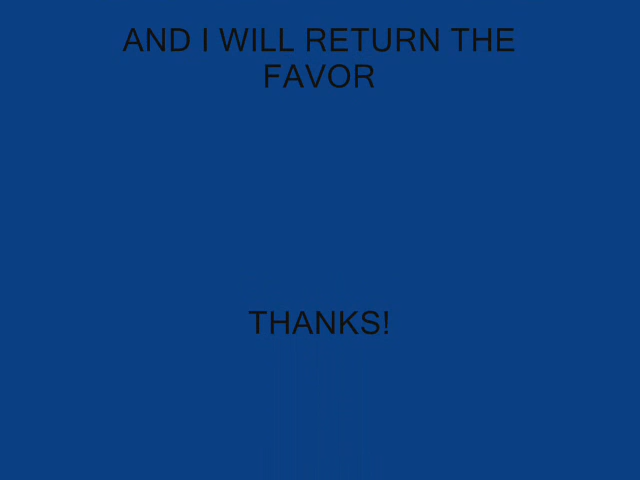 AND I WILL RETURN THE
FAVOR
THANKS!